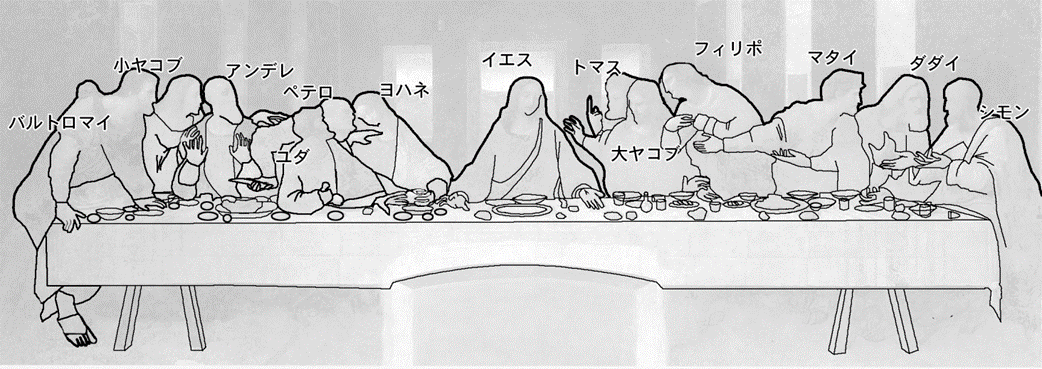 バルトロマイ
小ヤコブ
アンデレ
ペテロ
ユダ
ヨハネ
イエス
トマス
大ヤコブ
フィリポ
マタイ
ダダイ
シモン